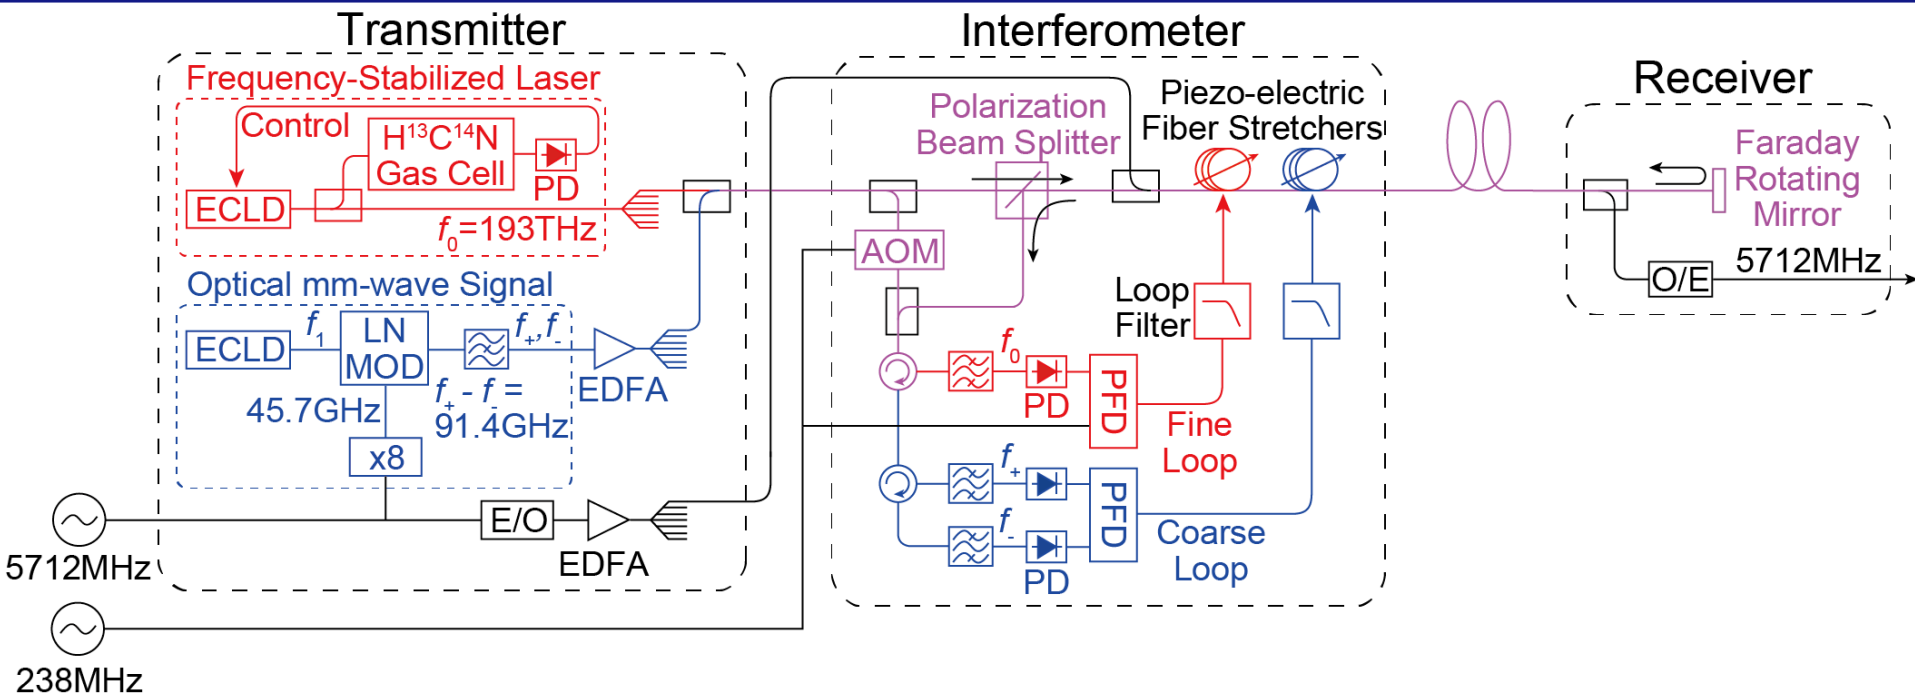 Transmitter
Frequency-Stabilized Laser
Control
H¹³C¹⁴N
Gas Cell
PD
ECLD
f₀=193THz
Optical mm-wave Signal
ECLD
f₁
LN
MOD
f₊,f₋
EDFA
45.7GHz
f₊ - f₋ =
91.4GHz
x8
E/O
EDFA
5712MHz
238MHz
Interferometer
Polarization
Beam Splitter
Piezo-electric
Fiber Stretchers
AOM
Loop
Filter
f₀
PD
PFD
Fine
Loop
f₊
f₋
PD
PFD
Coarse
Loop
Receiver
Faraday
Rotating
Mirror
O/E
5712MHz